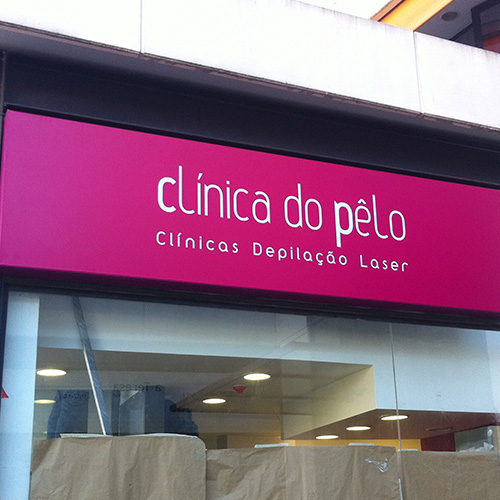 clínica do pêlo
Clínicas Depilação Laser